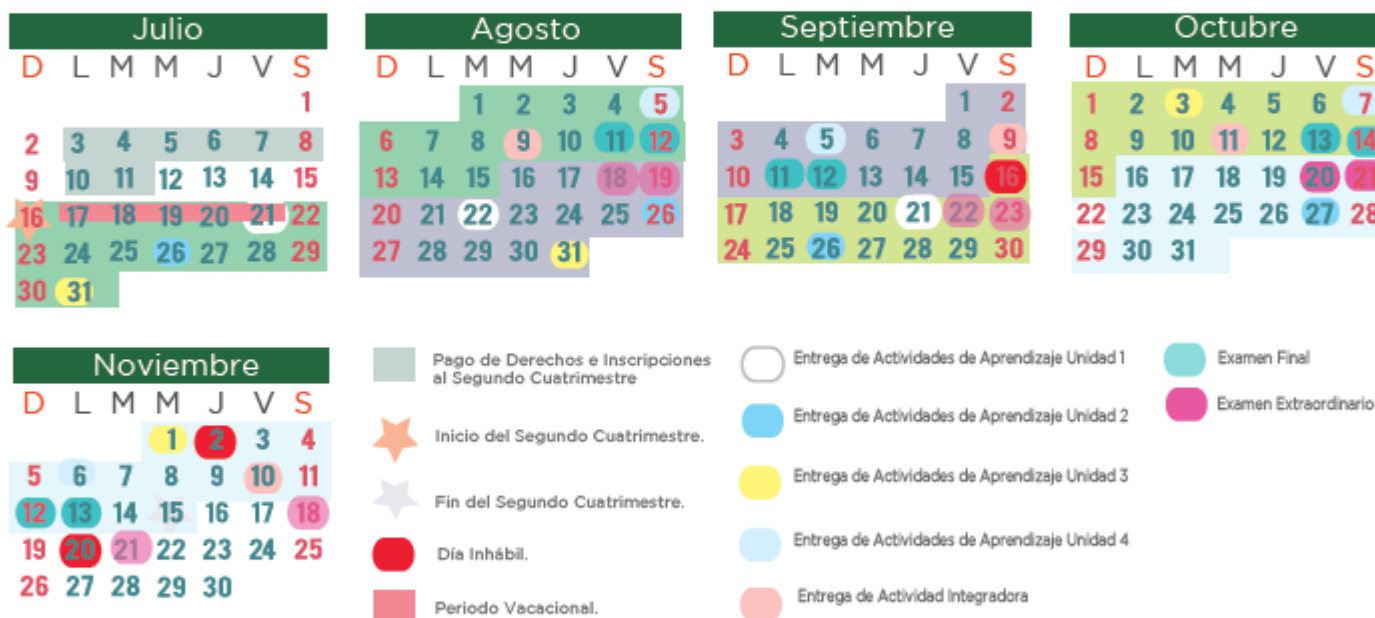 Julio
D L M M J V S
1
2 3 4 5 6 7 8
9 10 11 12 13 14 15
16 17 18 19 20 21 22
23 24 25 26 27 28 29
30 31
Agosto
D L M M J V S
1 2 3 4 5
6 7 8 9 10 11 12
13 14 15 16 17 18 19
20 21 22 23 24 25 26
27 28 29 30 31
Septiembre
D L M M J V S
1 2
3 4 5 6 7 8 9
10 11 12 13 14 15 16
17 18 19 20 21 22 23
24 25 26 27 28 29 30
Octubre
D L M M J V S
1 2 3 4 5 6 7
8 9 10 11 12 13 14
15 16 17 18 19 20 21
22 23 24 25 26 27 28
29 30 31
Noviembre
D L M M J V S
1 2 3 4
5 6 7 8 9 10 11
12 13 14 15 16 17 18
19 20 21 22 23 24 25
26 27 28 29 30
Pago de Derechos e Inscripciones
al Segundo Cuatrimestre
Inicio del Segundo Cuatrimestre.
Fin del Segundo Cuatrimestre.
Día Inhábil.
Periodo Vacacional.
Entrega de Actividades de Aprendizaje Unidad 1
Entrega de Actividades de Aprendizaje Unidad 2
Entrega de Actividades de Aprendizaje Unidad 3
Entrega de Actividades de Aprendizaje Unidad 4
Entrega de Actividad Integradora
Examen Final
Examen Extraordinario